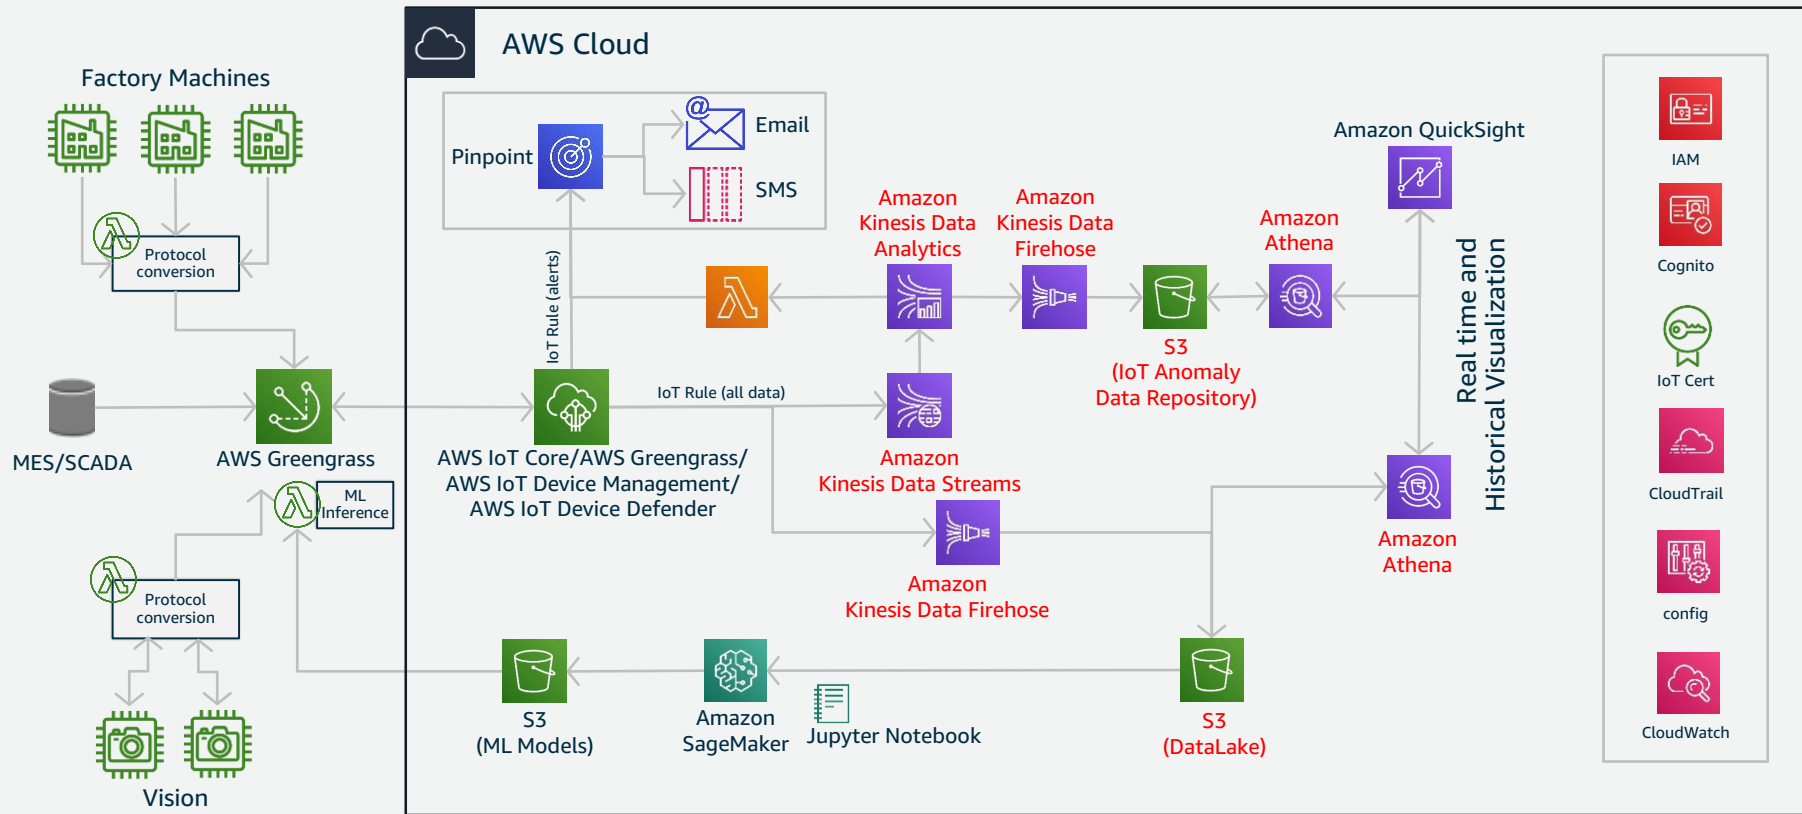 AWS Cloud
Factory Machines
Protocol
conversion
MES/SCADA
AWS Greengrass
ML
Inference
Protocol
conversion
Vision
Pinpoint
@
Email
SMS
IoT Rule (alerts)
AWS IoT Core/AWS Greengrass/
AWS IoT Device Management/
AWS IoT Device Defender
IoT Rule (all data)
Amazon
Kinesis Data
Analytics
Amazon
Kinesis Data
Firehose
Amazon
Kinesis Data Streams
S3
(IoT Anomaly
Data Repository)
Amazon
Athena
Amazon QuickSight
Real time and
Historical Visualization
Amazon
Kinesis Data Firehose
Amazon
Athena
S3
(ML Models)
Amazon
SageMaker
Jupyter Notebook
S3
(DataLake)
IAM
Cognito
IoT Cert
CloudTrail
config
CloudWatch